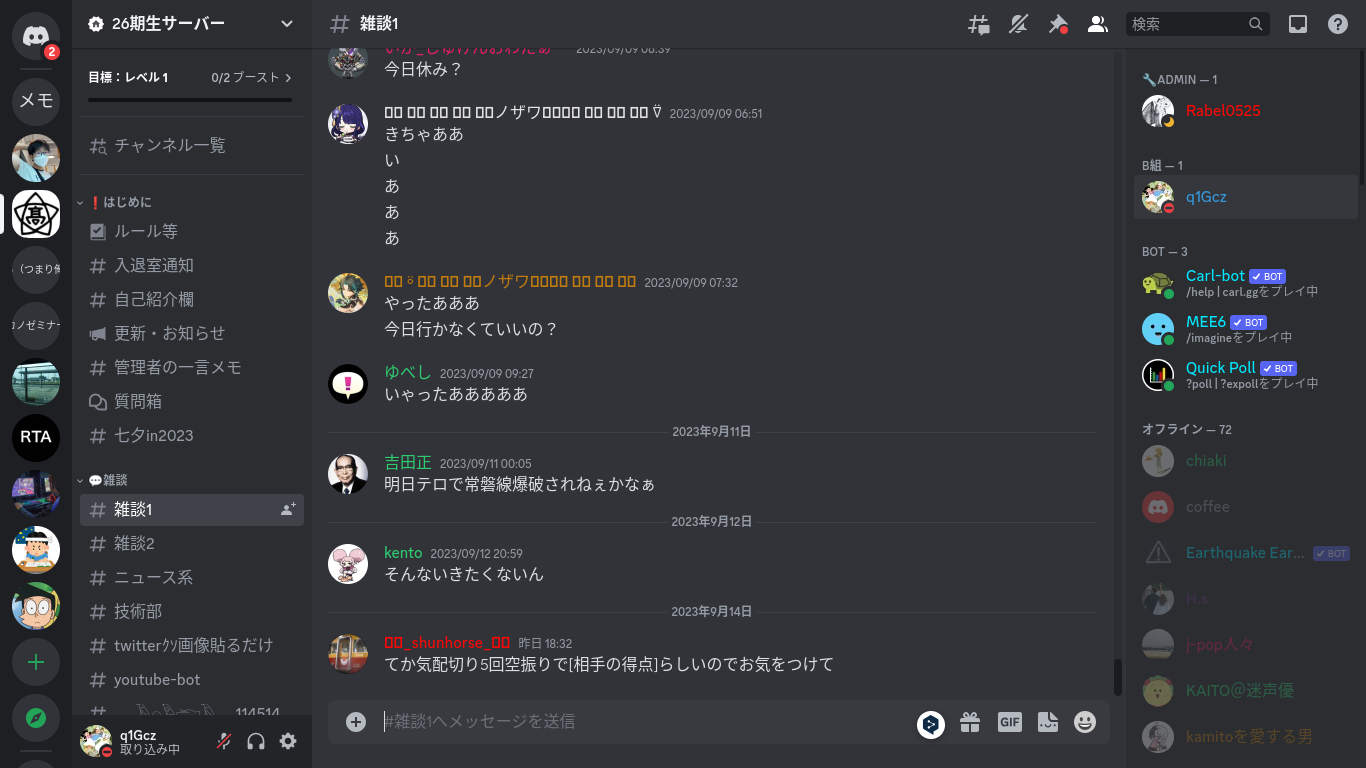 2
メモ
（つまり俺
カノゼミナー
RTA
26期生サーバー
目標：レベル 1
0/2 ブースト
チャンネル一覧
❗はじめに
ルール等
入退室通知
自己紹介欄
更新・お知らせ
管理者の一言メモ
質問箱
七夕in2023
💬雑談
雑談1
雑談2
ニュース系
技術部
twitterｸｿ画像貼るだけ
youtube-bot
114514
q1Gcz
取り込み中
雑談1
検索
2023/09/09 06:39
今日休み？
ノザワ 2023/09/09 06:51
きちゃああ
い
あ
あ
あ
ノザワ 2023/09/09 07:32
やったあああ
今日行かなくていいの？
ゆべし 2023/09/09 09:27
いゃったあああああ
2023年9月11日
吉田正 2023/09/11 00:05
明日テロで常磐線爆破されねぇかなぁ
2023年9月12日
kento 2023/09/12 20:59
そんないきたくないん
2023年9月14日
_shunhorse_ 昨日 18:32
てか気配切り5回空振りで[相手の得点]らしいのでお気をつけて
#雑談1へメッセージを送信
GIF
🔧ADMIN — 1
Rabel0525
B組 — 1
q1Gcz
BOT — 3
Carl-bot BOT
/help | carl.ggをプレイ中
MEE6 BOT
/imagineをプレイ中
Quick Poll BOT
?poll | ?expollをプレイ中
オフライン — 72
chiaki
coffee
Earthquake Ear... BOT
H.s
j-pop人々
KAITO＠迷声優
kamitoを愛する男